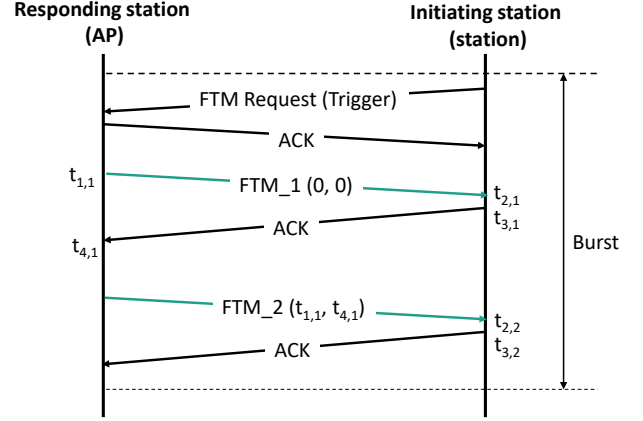 Responding station
(AP)
Initiating station
(station)
FTM Request (Trigger)
ACK
t1,1
FTM_1 (0, 0)
t2,1
t3,1
ACK
t4,1
Burst
FTM_2 (t1,1, t4,1)
t2,2
ACK
t3,2